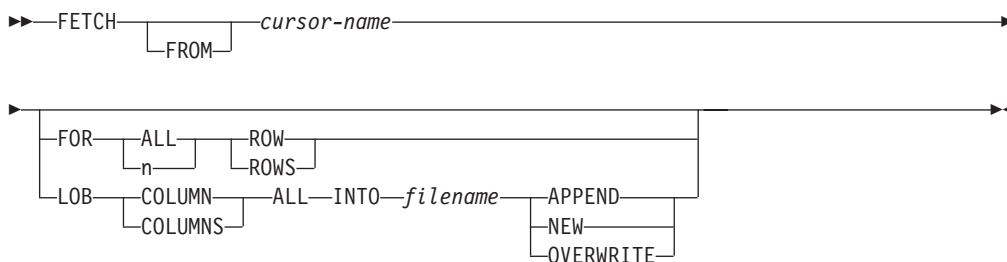 FETCH cursor-name
FROM
FOR ALL ROW
n ROWS
LOB COLUMN ALL INTO filename APPEND
COLUMNS NEW
OVERWRITE